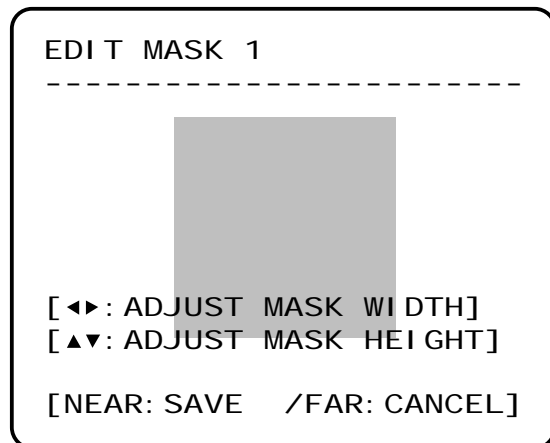 EDIT MASK 1
------------------------
[◀▶:ADJUST MASK WIDTH]
[▲▼:ADJUST MASK HEIGHT]
[NEAR:SAVE /FAR:CANCEL]